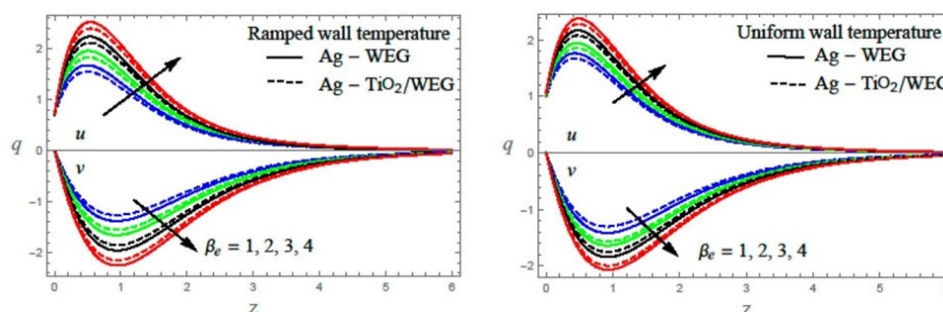 Ramped wall temperature
Ag – WEG
Ag – TiO₂/WEG
2
1
0
−1
−2
q
u
v
βₑ = 1, 2, 3, 4
0 1 2 3 4 5 6
Z
Uniform wall temperature
Ag – WEG
Ag – TiO₂/WEG
2
1
0
−1
−2
q
u
v
βₑ = 1, 2, 3, 4
0 1 2 3 4 5
Z